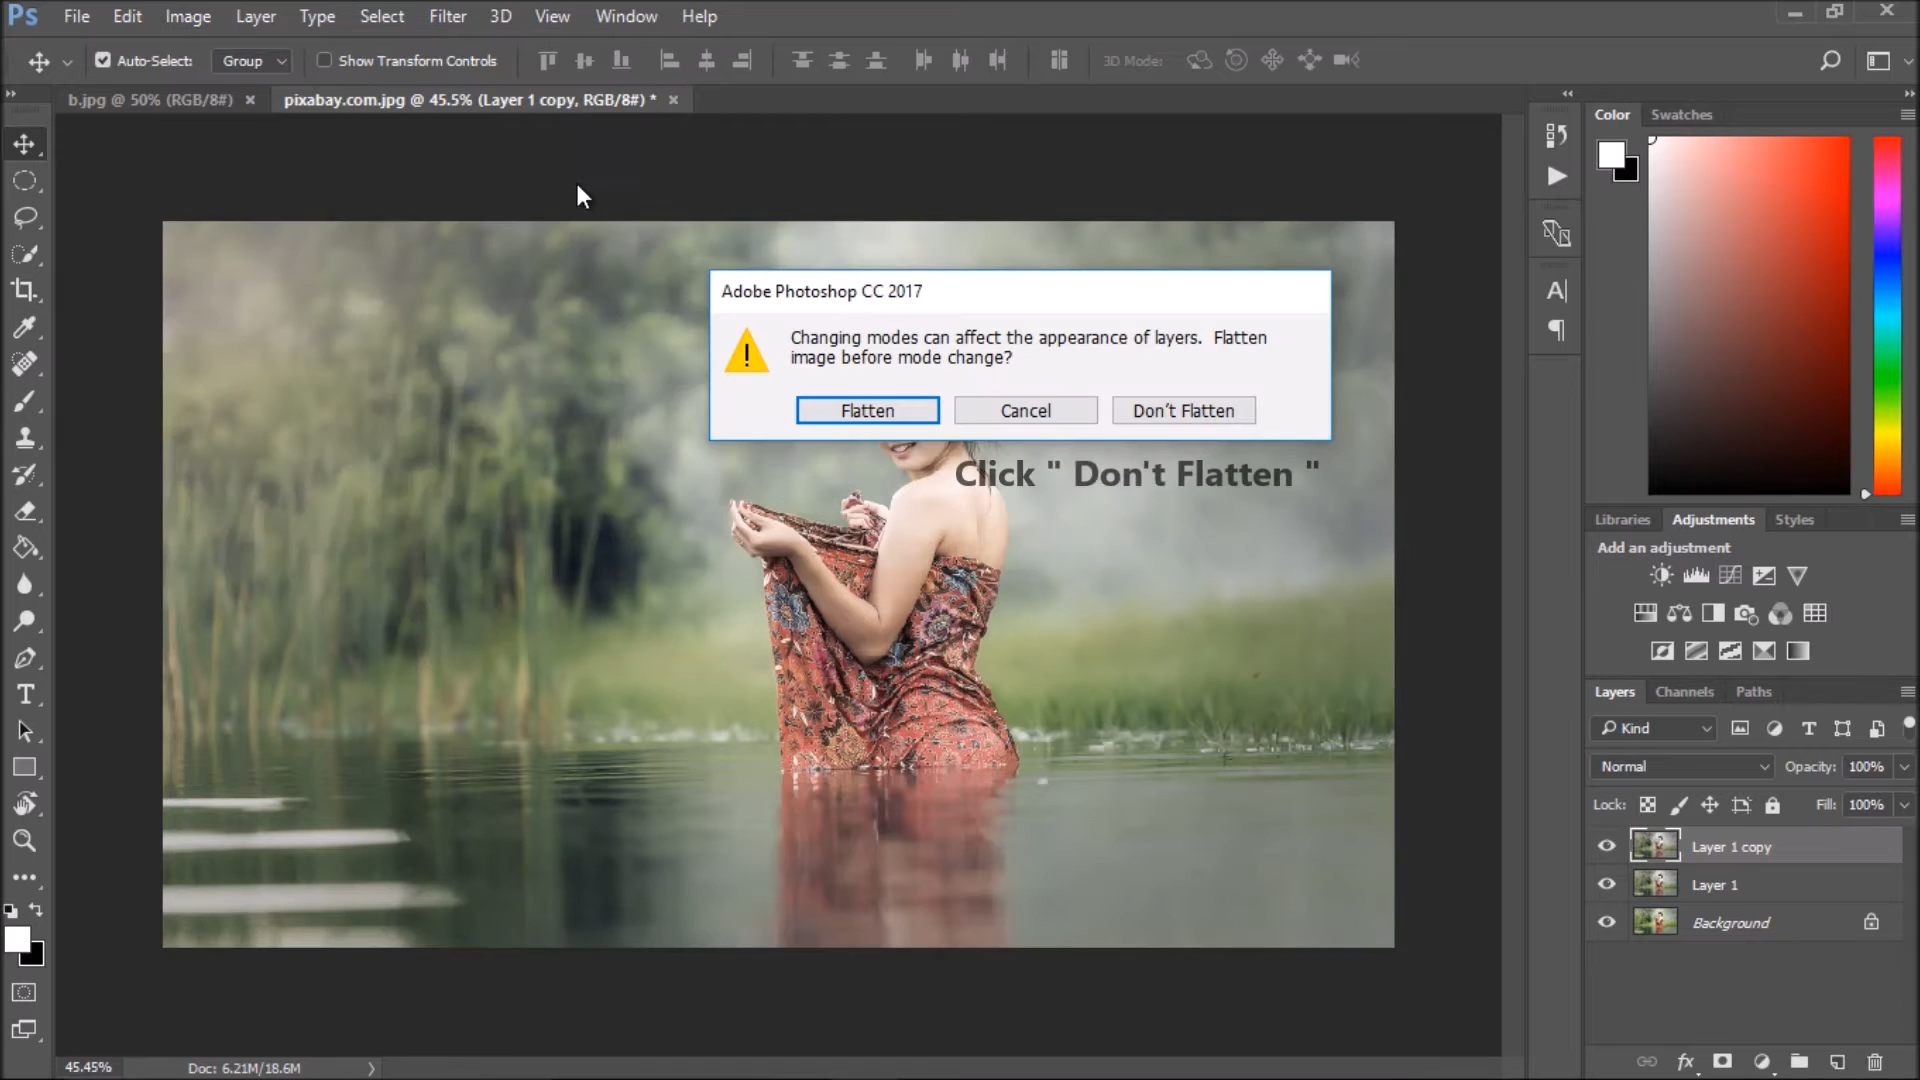 Ps File Edit Image Layer Type Select Filter 3D View Window Help
Auto-Select: Group Show Transform Controls 3D Mode:
b.jpg @ 50% (RGB/8#) × pixabay.com.jpg @ 45.5% (Layer 1 copy, RGB/8#) * ×
Color Swatches
Adobe Photoshop CC 2017
Changing modes can affect the appearance of layers. Flatten
image before mode change?
Flatten Cancel Don't Flatten
Click " Don't Flatten "
Libraries Adjustments Styles
Add an adjustment
Layers Channels Paths
Kind
Normal Opacity: 100%
Lock: Fill: 100%
Layer 1 copy
Layer 1
Background
45.45% Doc: 6.21M/18.6M